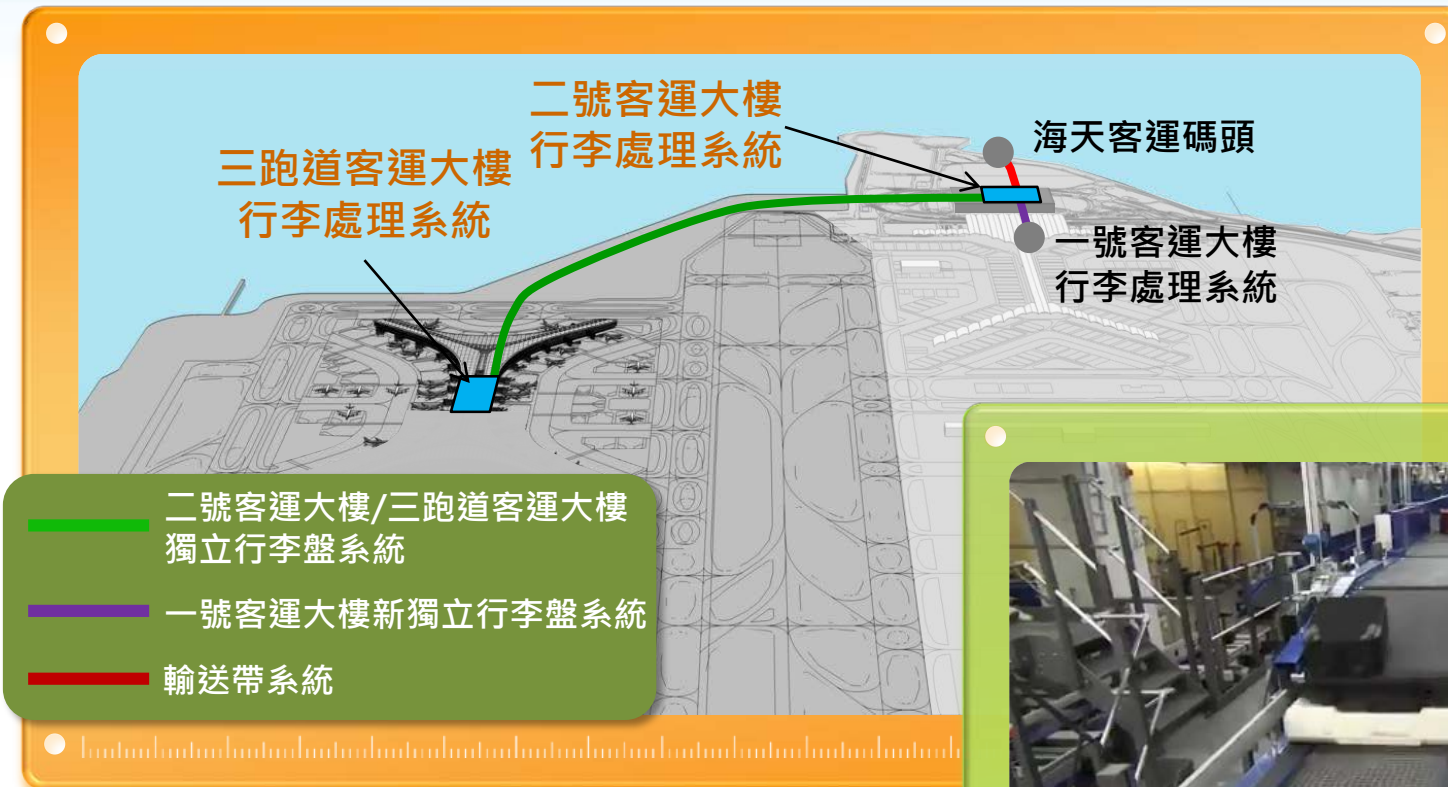 二號客運大樓
行李處理系統
三跑道客運大樓
行李處理系統
海天客運碼頭
一號客運大樓
行李處理系統
二號客運大樓/三跑道客運大樓
獨立行李盤系統
一號客運大樓新獨立行李盤系統
輸送帶系統